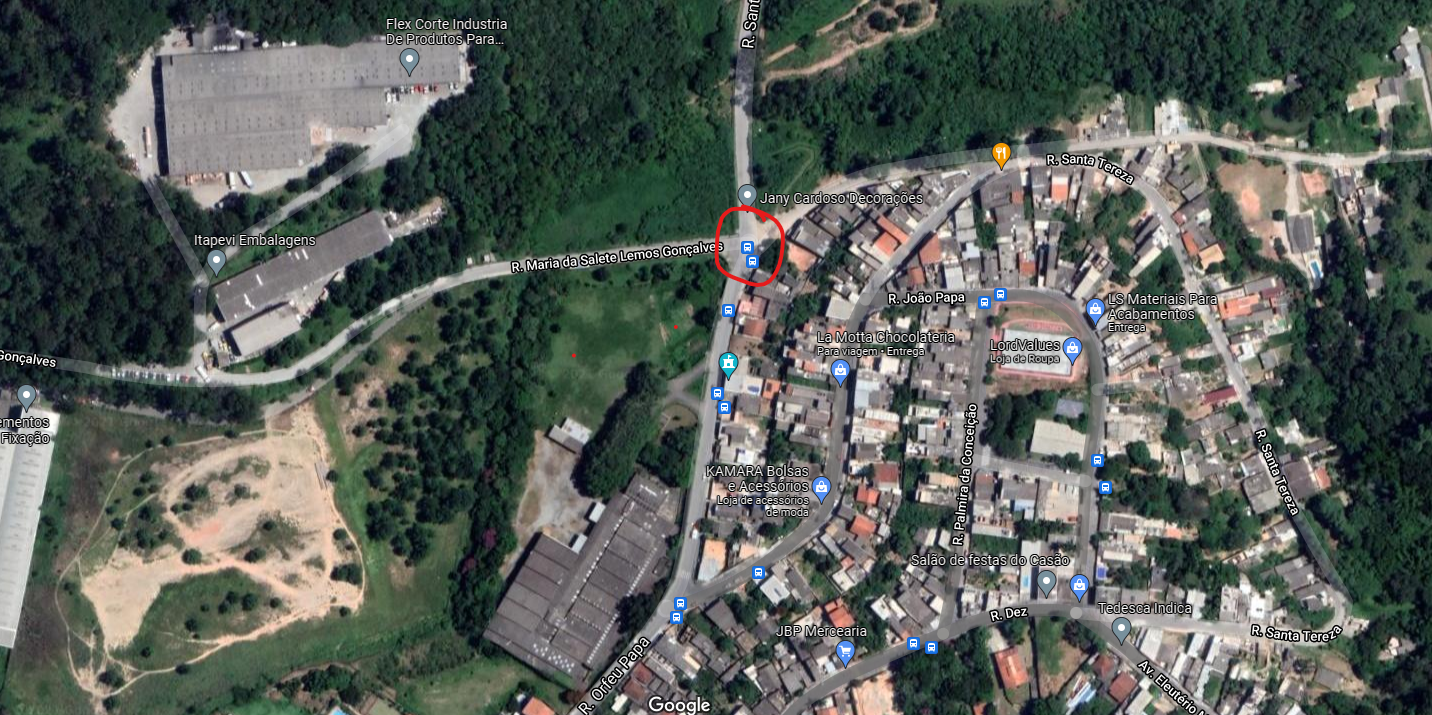 Flex Corte Industria
De Produtos Para…
R. Sant
Jany Cardoso Decorações
R. Santa Tereza
Itapevi Embalagens
R. Maria da Salete Lemos Gonçalves
R. João Papa
LS Materiais Para
Acabamentos
Entrega
La Motta Chocolateria
Para viagem • Entrega
LordValues
Loja de Roupa
Gonçalves
ementos
Fixação
R. Palmira da Conceição
R. Santa Tereza
KAMARA Bolsas
e Acessórios
Loja de acessórios
de moda
Salão de festas do Casão
R. Dez
Tedesca Indica
JBP Mercearia
R. Santa Tereza
R. Orfeu Papa
Av. Eleutério
Google